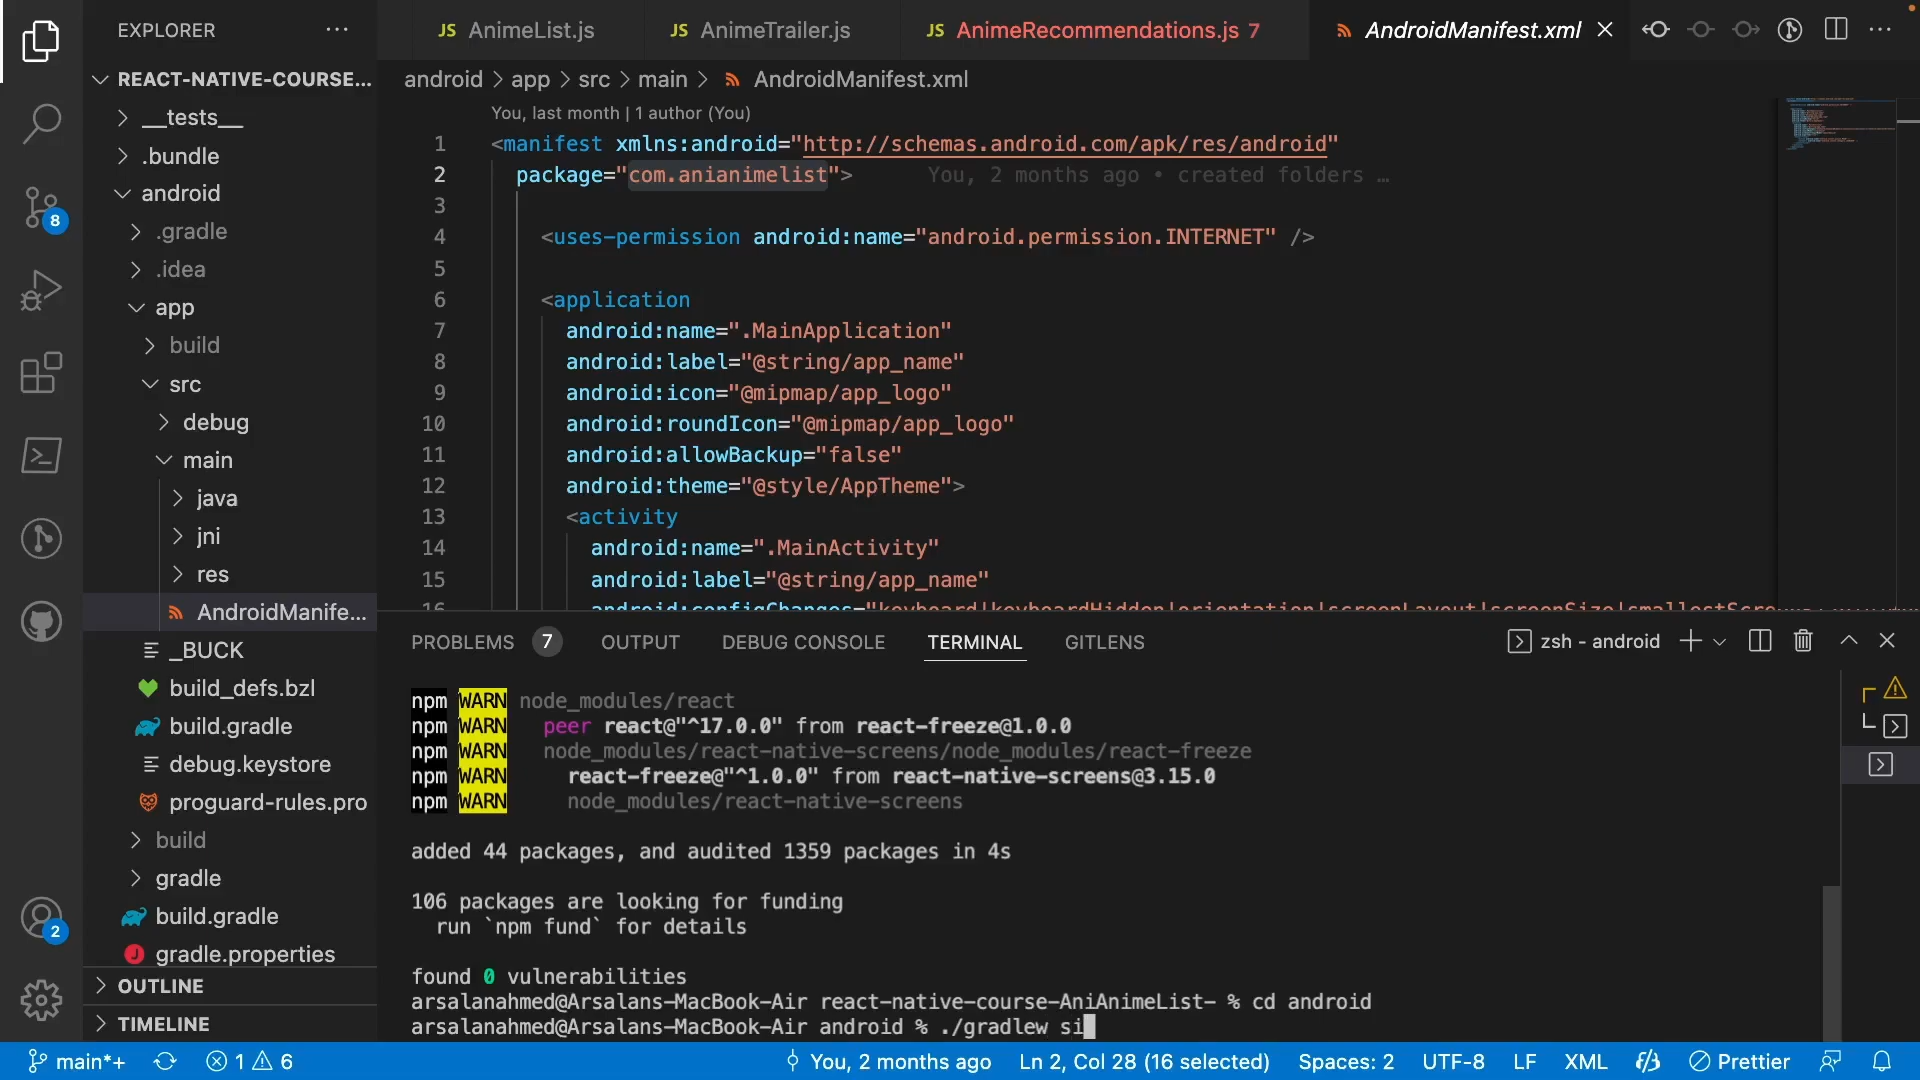 EXPLORER ···
REACT-NATIVE-COURSE...
__tests__
.bundle
android
.gradle
.idea
app
build
src
debug
main
java
jni
res
AndroidManife...
_BUCK
build_defs.bzl
build.gradle
debug.keystore
proguard-rules.pro
build
gradle
build.gradle
gradle.properties
OUTLINE
TIMELINE
8
2
JS AnimeList.js
JS AnimeTrailer.js
JS AnimeRecommendations.js 7
AndroidManifest.xml
android > app > src > main > AndroidManifest.xml
You, last month | 1 author (You)
1 <manifest xmlns:android="http://schemas.android.com/apk/res/android"
2 package="com.anianimelist"> You, 2 months ago • created folders …
3
4 <uses-permission android:name="android.permission.INTERNET" />
5
6 <application
7 android:name=".MainApplication"
8 android:label="@string/app_name"
9 android:icon="@mipmap/app_logo"
10 android:roundIcon="@mipmap/app_logo"
11 android:allowBackup="false"
12 android:theme="@style/AppTheme">
13 <activity
14 android:name=".MainActivity"
15 android:label="@string/app_name"
16 android:configChanges="keyboard|keyboardHidden|orientation|screenLayout|screenSize|smallestScreen
PROBLEMS 7 OUTPUT DEBUG CONSOLE TERMINAL GITLENS
zsh - android
npm WARN node_modules/react
npm WARN peer react@"^17.0.0" from react-freeze@1.0.0
npm WARN node_modules/react-native-screens/node_modules/react-freeze
npm WARN react-freeze@"^1.0.0" from react-native-screens@3.15.0
npm WARN node_modules/react-native-screens
added 44 packages, and audited 1359 packages in 4s
106 packages are looking for funding
run `npm fund` for details
found 0 vulnerabilities
arsalanahmed@Arsalans-MacBook-Air react-native-course-AniAnimeList- % cd android
arsalanahmed@Arsalans-MacBook-Air android % ./gradlew si
main*+ 1 6 You, 2 months ago Ln 2, Col 28 (16 selected) Spaces: 2 UTF-8 LF XML Prettier